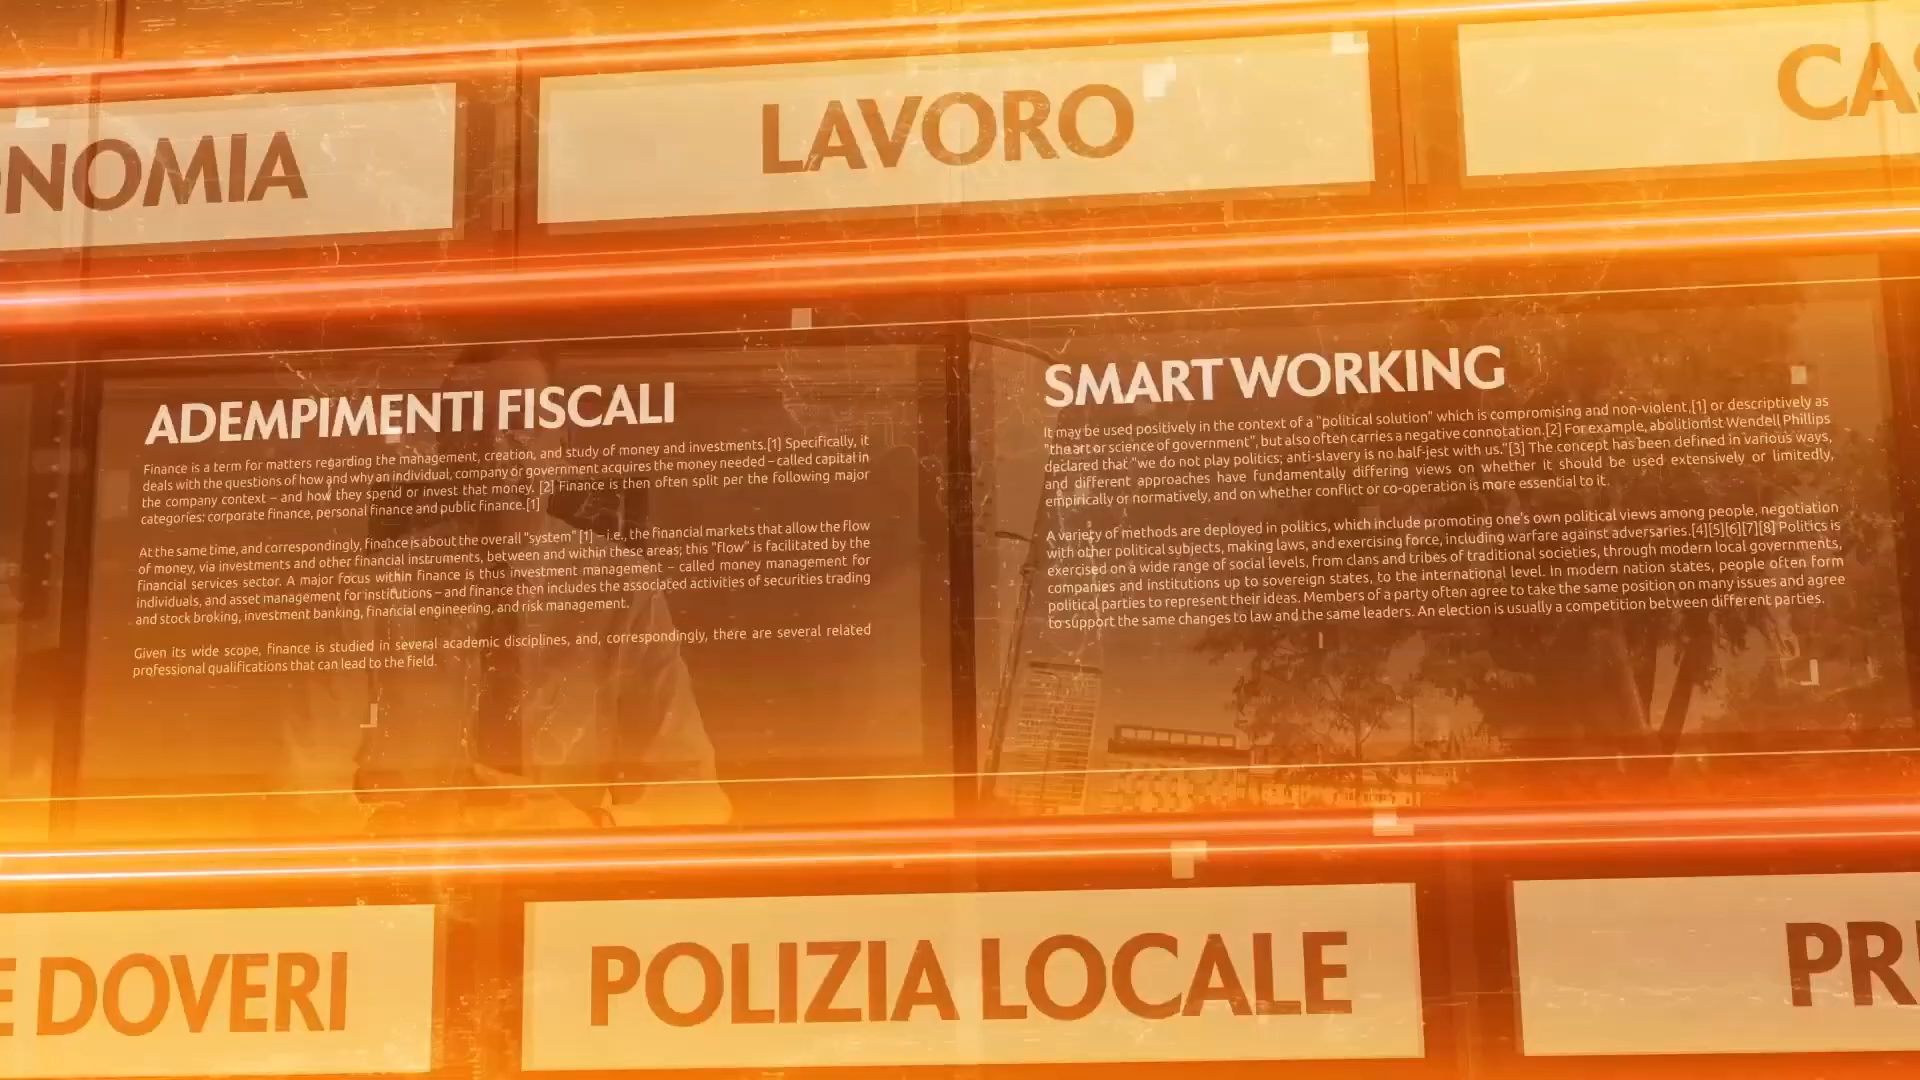 LAVORO
ADEMPIMENTI FISCALI
Finance is a term for matters regarding the management, creation, and study of money and investments.[1] Specifically, it
deals with the questions of how and why an individual, company or government acquires the money needed – called capital in
the company context – and how they spend or invest that money. [2] Finance is then often split per the following major
categories: corporate finance, personal finance and public finance.[1]
At the same time, and correspondingly, finance is about the overall "system" [1] – i.e., the financial markets that allow the flow
of money, via investments and other financial instruments, between and within these areas; this "flow" is facilitated by the
financial services sector. A major focus within finance is thus investment management – called money management for
individuals, and asset management for institutions – and finance then includes the associated activities of securities trading
and stock broking, investment banking, financial engineering, and risk management.
Given its wide scope, finance is studied in several academic disciplines, and, correspondingly, there are several related
professional qualifications that can lead to the field.
SMART WORKING
It may be used positively in the context of a "political solution" which is compromising and non-violent,[1] or descriptively as
"the art or science of government", but also often carries a negative connotation.[2] For example, abolitionist Wendell Phillips
declared that "we do not play politics; anti-slavery is no half-jest with us."[3] The concept has been defined in various ways,
and different approaches have fundamentally differing views on whether it should be used extensively or limitedly,
empirically or normatively, and on whether conflict or co-operation is more essential to it.
A variety of methods are deployed in politics, which include promoting one's own political views among people, negotiation
with other political subjects, making laws, and exercising force, including warfare against adversaries.[4][5][6][7][8] Politics is
exercised on a wide range of social levels, from clans and tribes of traditional societies, through modern local governments,
companies and institutions up to sovereign states, to the international level. In modern nation states, people often form
political parties to represent their ideas. Members of a party often agree to take the same position on many issues and agree
to support the same changes to law and the same leaders. An election is usually a competition between different parties.
E DOVERI
POLIZIA LOCALE